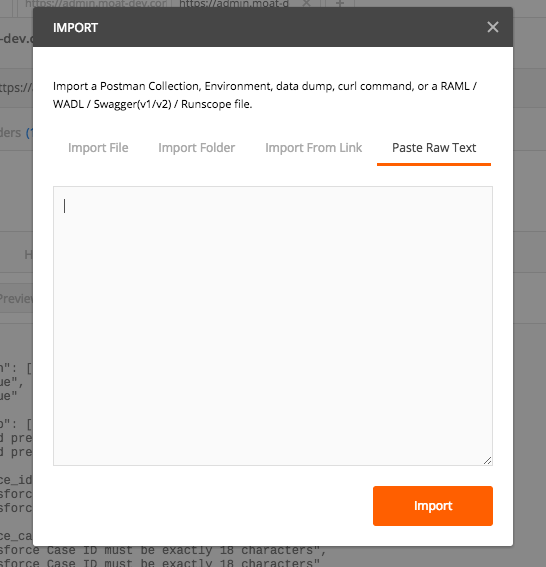 https://admin.moat-dev.con https://admin.moat-d
IMPORT
-dev.c
Import a Postman Collection, Environment, data dump, curl command, or a RAML /
WADL / Swagger(v1/v2) / Runscope file.
ttps://a
ders (1
Import File Import Folder Import From Link Paste Raw Text
H
Preview
n": [
ue",
ue"
o": [
d pre
d pre
ce_id
sforc
sforc
Import
ce_ca
sforce Case ID must be exactly 18 characters",
sforce Case ID must be exactly 18 characters"